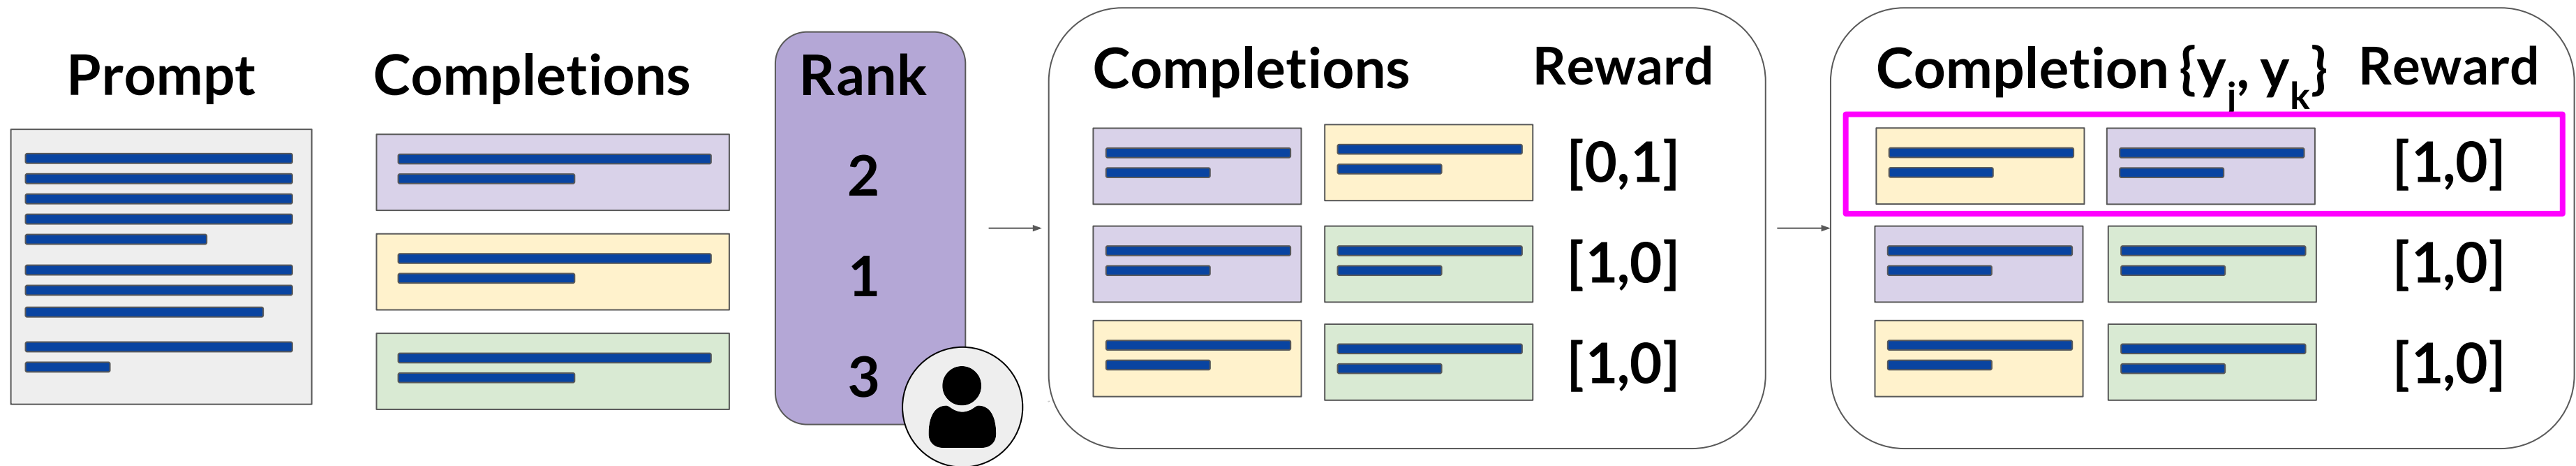 Prompt
Completions
Rank
2
1
3
Completions Reward
[0,1]
[1,0]
[1,0]
Completion {yj, yk} Reward
[1,0]
[1,0]
[1,0]